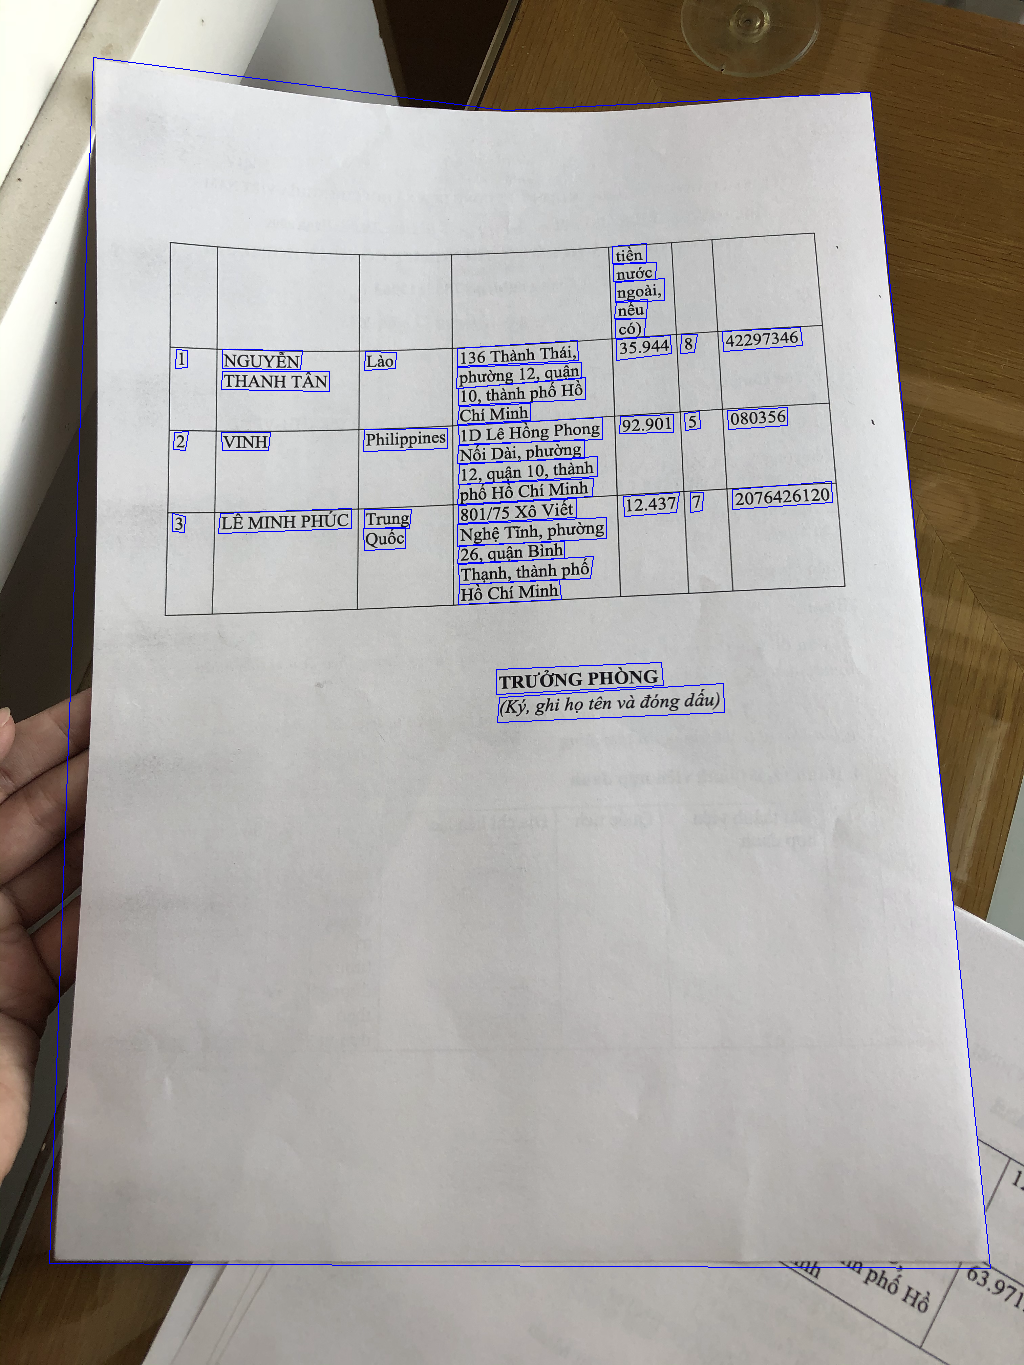 tiền
nước
ngoài,
nếu
có)
1 NGUYỄN THANH TÂN Lào 136 Thành Thái, phường 12, quận 10, thành phố Hồ Chí Minh 35.944 8 42297346
2 VINH Philippines 1D Lê Hồng Phong Nối Dài, phường 12, quận 10, thành phố Hồ Chí Minh 92.901 5 080356
3 LÊ MINH PHÚC Trung Quốc 801/75 Xô Viết Nghệ Tĩnh, phường 26, quận Bình Thạnh, thành phố Hồ Chí Minh 12.437 7 2076426120
TRƯỞNG PHÒNG
(Ký, ghi họ tên và đóng dấu)
phố Hồ
63.971